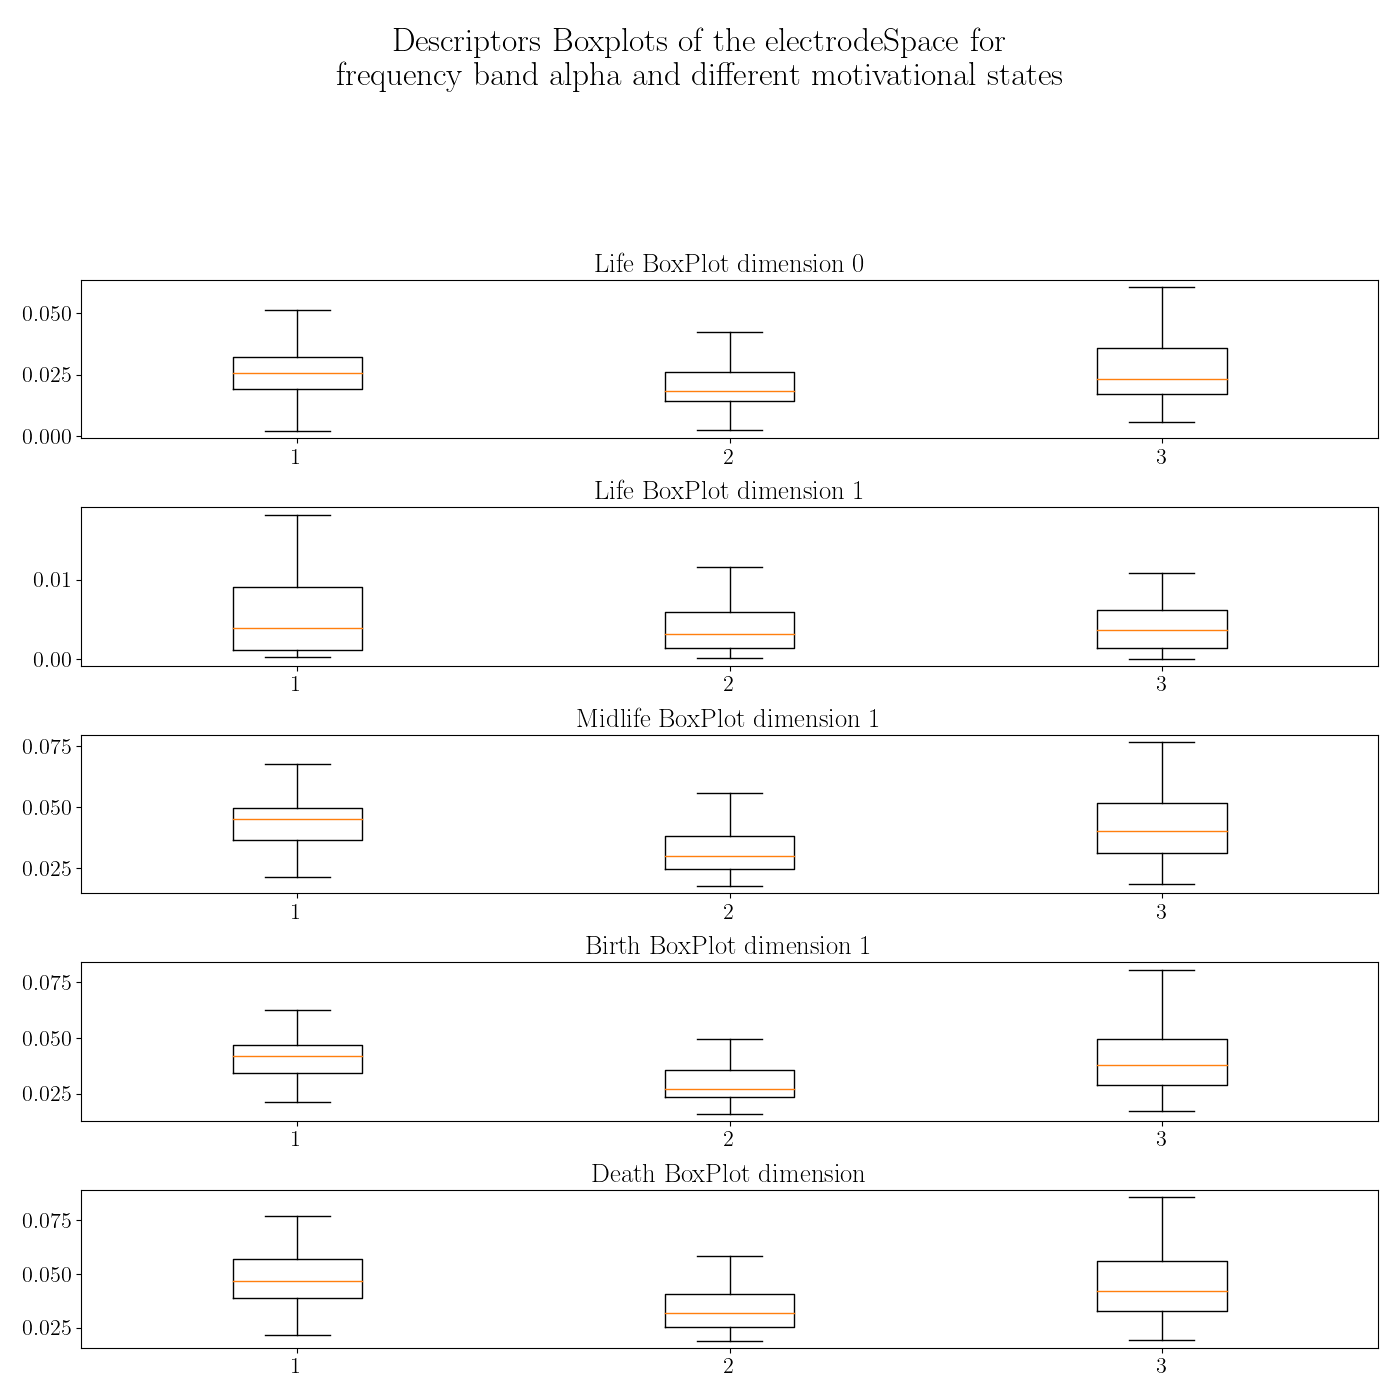 Descriptors Boxplots of the electrodeSpace for
frequency band alpha and different motivational states
Life BoxPlot dimension 0
0.050
0.025
0.000
1 2 3
Life BoxPlot dimension 1
0.01
0.00
1 2 3
Midlife BoxPlot dimension 1
0.075
0.050
0.025
1 2 3
Birth BoxPlot dimension 1
0.075
0.050
0.025
1 2 3
Death BoxPlot dimension
0.075
0.050
0.025
1 2 3